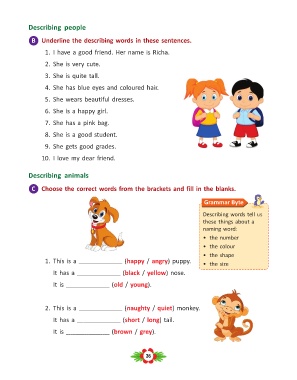 Describing people
B Underline the describing words in these sentences.
1. I have a good friend. Her name is Richa.
2. She is very cute.
3. She is quite tall.
4. She has blue eyes and coloured hair.
5. She wears beautiful dresses.
6. She is a happy girl.
7. She has a pink bag.
8. She is a good student.
9. She gets good grades.
10. I love my dear friend.
Describing animals
C Choose the correct words from the brackets and fill in the blanks.
Grammar Byte
Describing words tell us
these things about a
naming word:
• the number
• the colour
• the shape
• the size
1. This is a ____________ (happy / angry) puppy.
It has a ____________ (black / yellow) nose.
It is ____________ (old / young).
2. This is a ____________ (naughty / quiet) monkey.
It has a ____________ (short / long) tail.
It is ____________ (brown / grey).
36